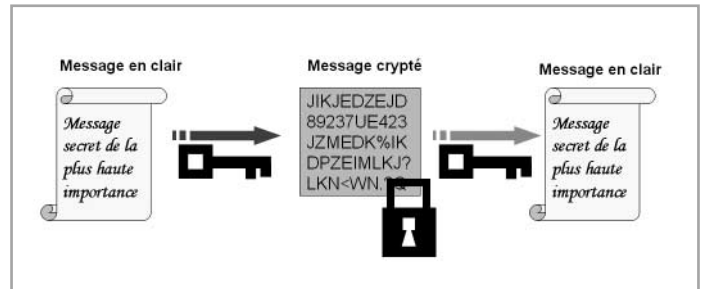 Message en clair
Message
secret de la
plus haute
importance
Message crypté
JIKJEDZEJD
89237UE423
JZMEDK%IK
DPZEIMLKJ?
LKN<WN.?Q
Message en clair
Message
secret de la
plus haute
importance